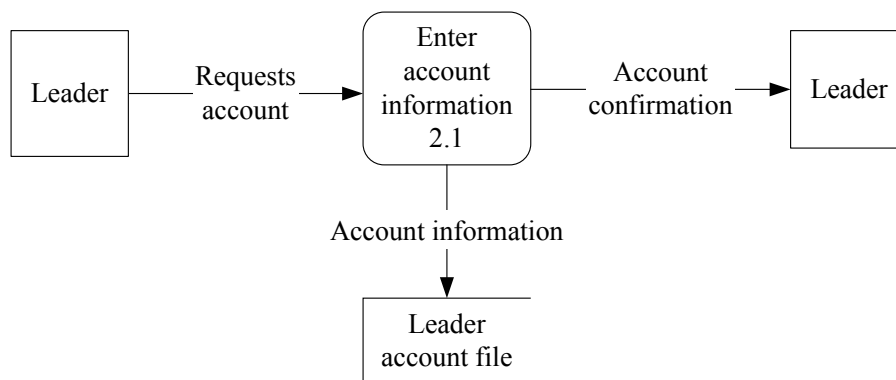 Leader
Requests
account
Enter
account
information
2.1
Account
confirmation
Leader
Account information
Leader
account file